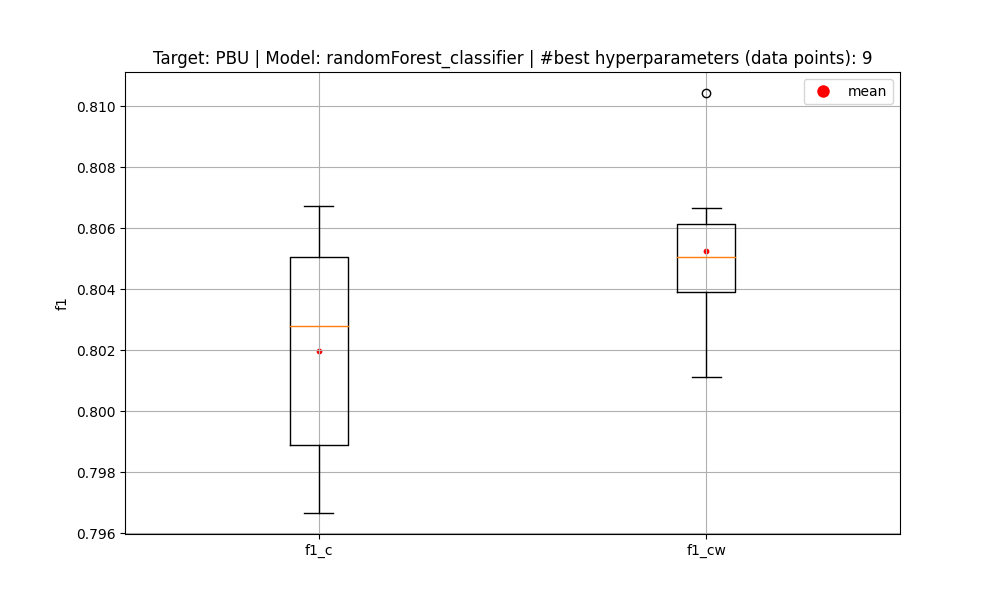 Target: PBU | Model: randomForest_classifier | #best hyperparameters (data points): 9
mean
0.810
0.808
0.806
0.804
0.802
0.800
0.798
0.796
f1
f1_c
f1_cw